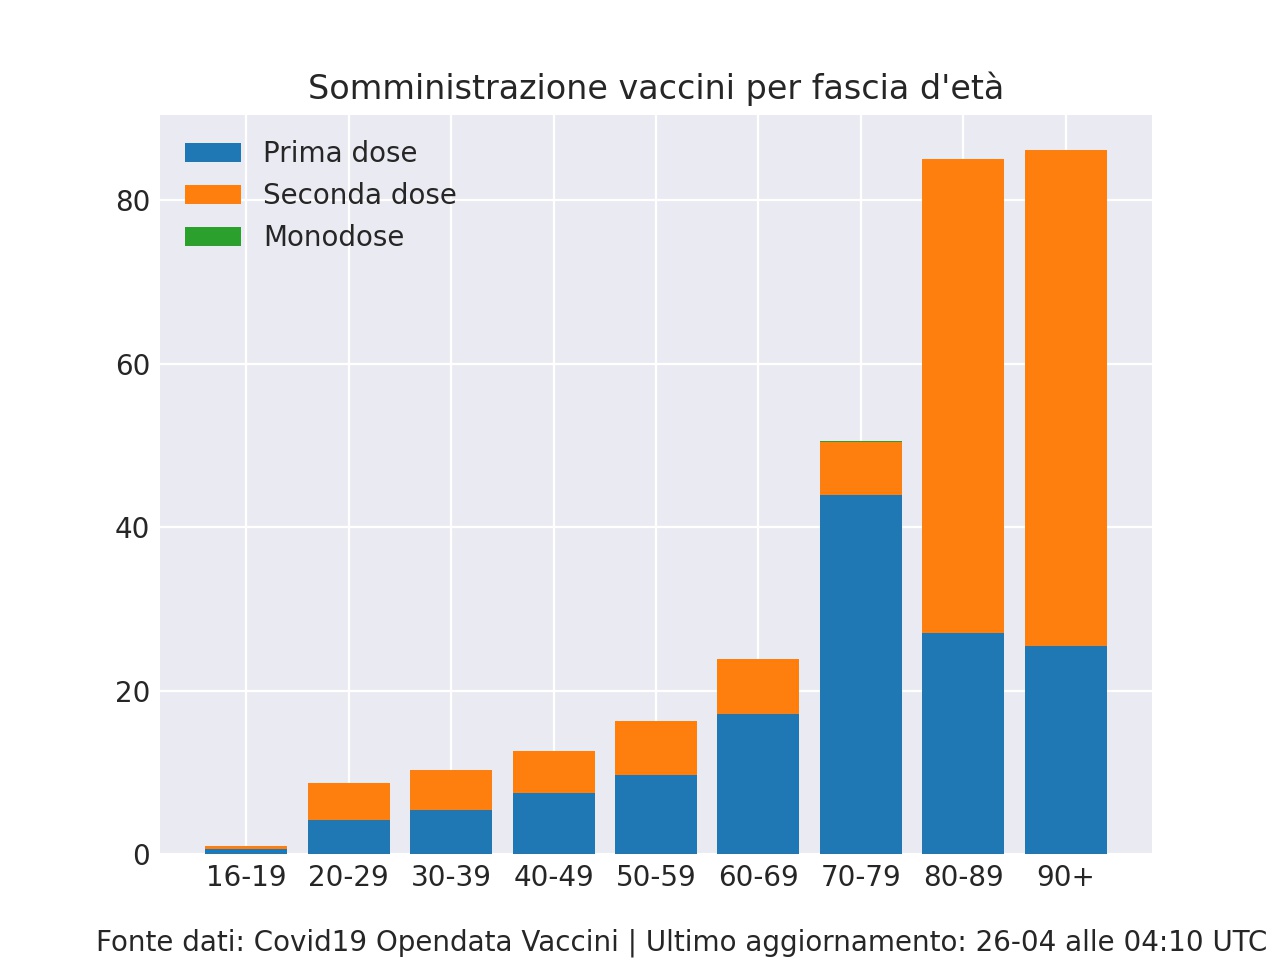 Somministrazione vaccini per fascia d'età
Prima dose
Seconda dose
Monodose
80
60
40
20
0
16-19 20-29 30-39 40-49 50-59 60-69 70-79 80-89 90+
Fonte dati: Covid19 Opendata Vaccini | Ultimo aggiornamento: 26-04 alle 04:10 UTC